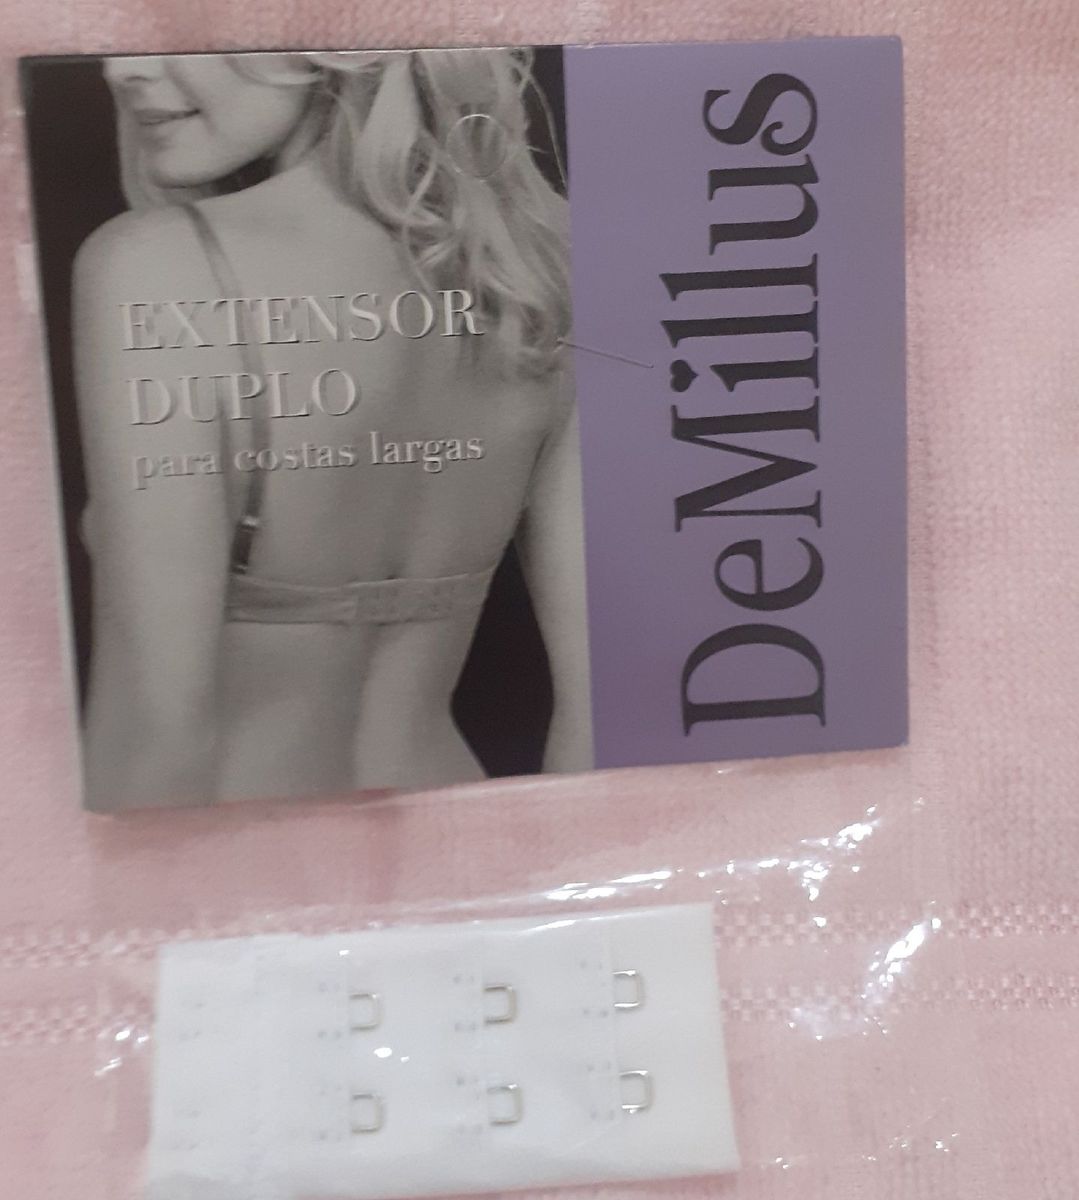 EXTENSOR
DUPLO
para costas largas
DeMillus